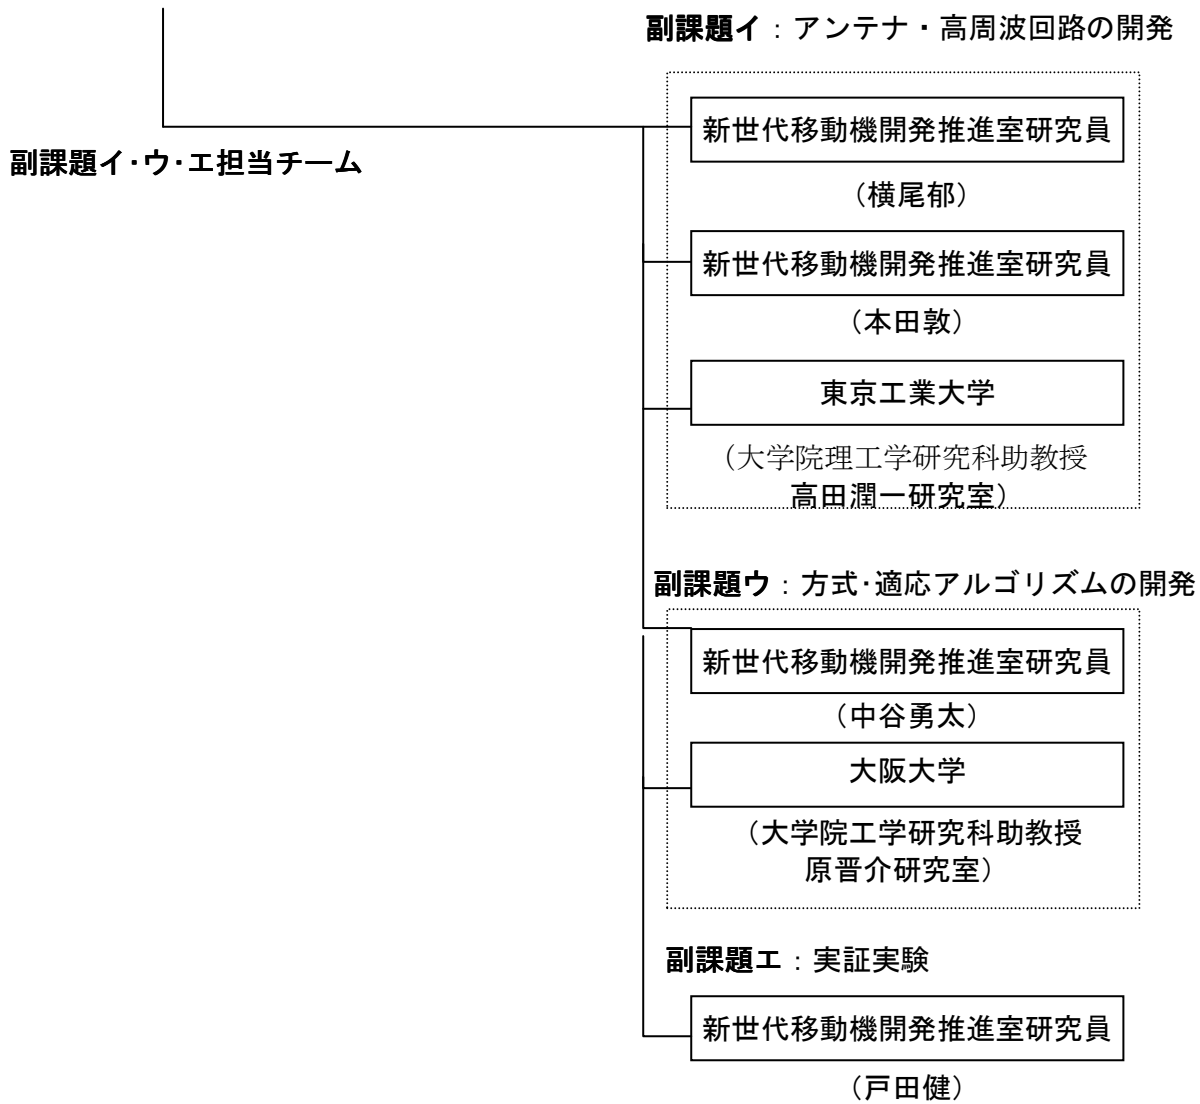 副課題イ：アンテナ・高周波回路の開発
新世代移動機開発推進室研究員
副課題イ･ウ･エ担当チーム
（横尾郁）
新世代移動機開発推進室研究員
（本田敦）
東京工業大学
（大学院理工学研究科助教授
高田潤一研究室）
副課題ウ：方式･適応アルゴリズムの開発
新世代移動機開発推進室研究員
（中谷勇太）
大阪大学
（大学院工学研究科助教授
原晋介研究室）
副課題エ：実証実験
新世代移動機開発推進室研究員
（戸田健）